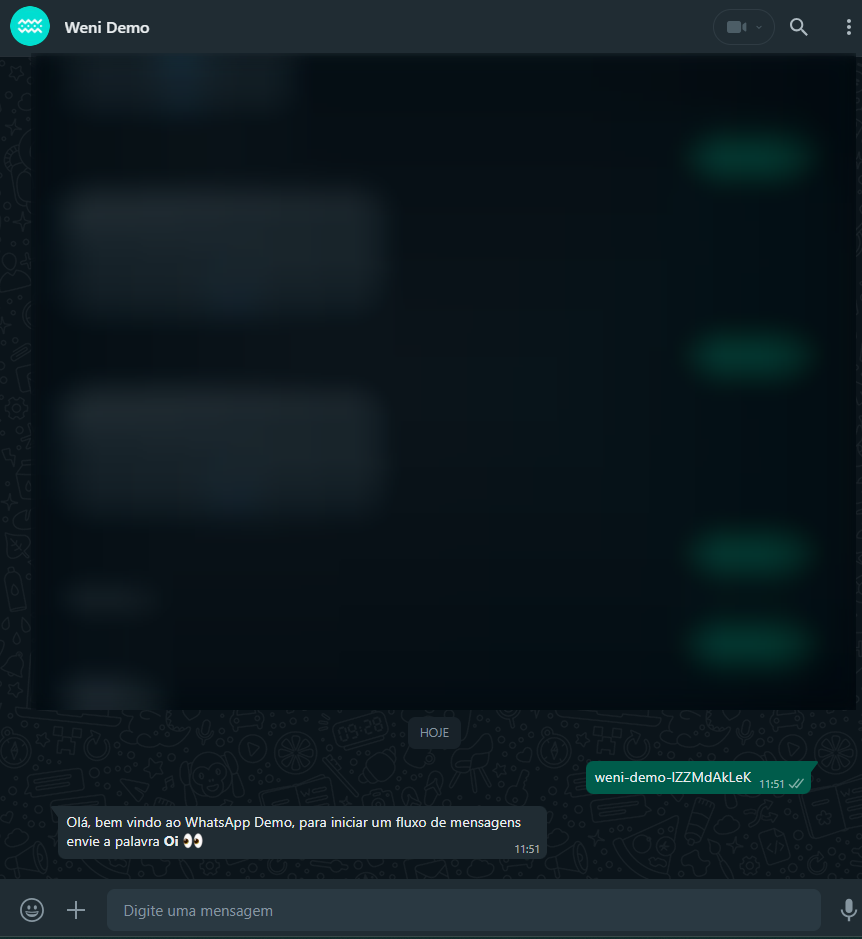 Weni Demo
HOJE
weni-demo-IZZMdAkLeK 11:51
Olá, bem vindo ao WhatsApp Demo, para iniciar um fluxo de mensagens
envie a palavra Oi 👀
11:51
Digite uma mensagem